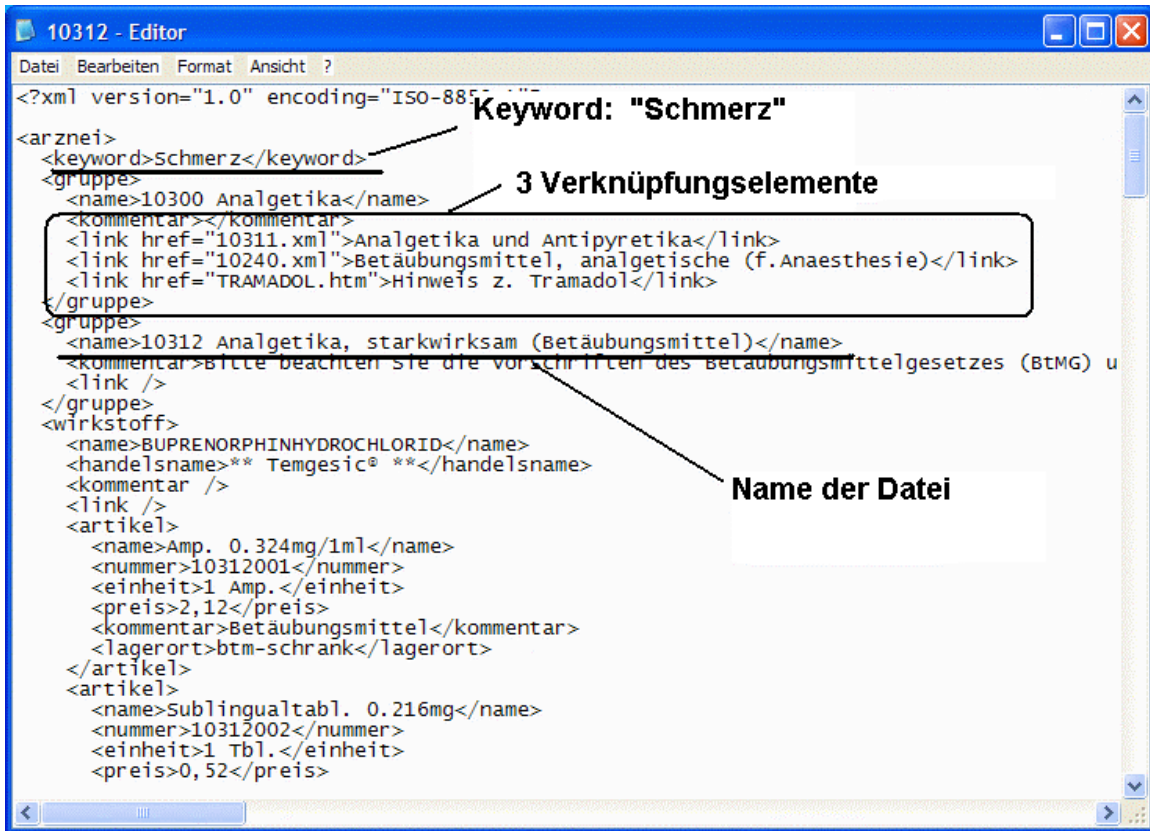 10312 - Editor
Datei Bearbeiten Format Ansicht ?
<?xml version="1.0" encoding="ISO-885
Keyword: "Schmerz"
<arznei>
<keyword>Schmerz</keyword>
<gruppe>
3 Verknüpfungselemente
<name>10300 Analgetika</name>
<kommentar></kommentar>
<link href="10311.xml">Analgetika und Antipyretika</link>
<link href="10240.xml">Betäubungsmittel, analgetische (f.Anaesthesie)</link>
<link href="TRAMADOL.htm">Hinweis z. Tramadol</link>
</gruppe>
<gruppe>
<name>10312 Analgetika, starkwirksam (Betäubungsmittel)</name>
<kommentar>Bitte beachten Sie die Vorschriften des Betäubungsmittelgesetzes (BtMG) u
<link />
</gruppe>
<wirkstoff>
<name>BUPRENORPHINHYDROCHLORID</name>
<handelsname>** Temgesic® **</handelsname>
<kommentar />
Name der Datei
<link />
<artikel>
<name>Amp. 0.324mg/1ml</name>
<nummer>10312001</nummer>
<einheit>1 Amp.</einheit>
<preis>2,12</preis>
<kommentar>Betäubungsmittel</kommentar>
<lagerort>btm-schrank</lagerort>
</artikel>
<artikel>
<name>Sublingualtabl. 0.216mg</name>
<nummer>10312002</nummer>
<einheit>1 Tbl.</einheit>
<preis>0,52</preis>